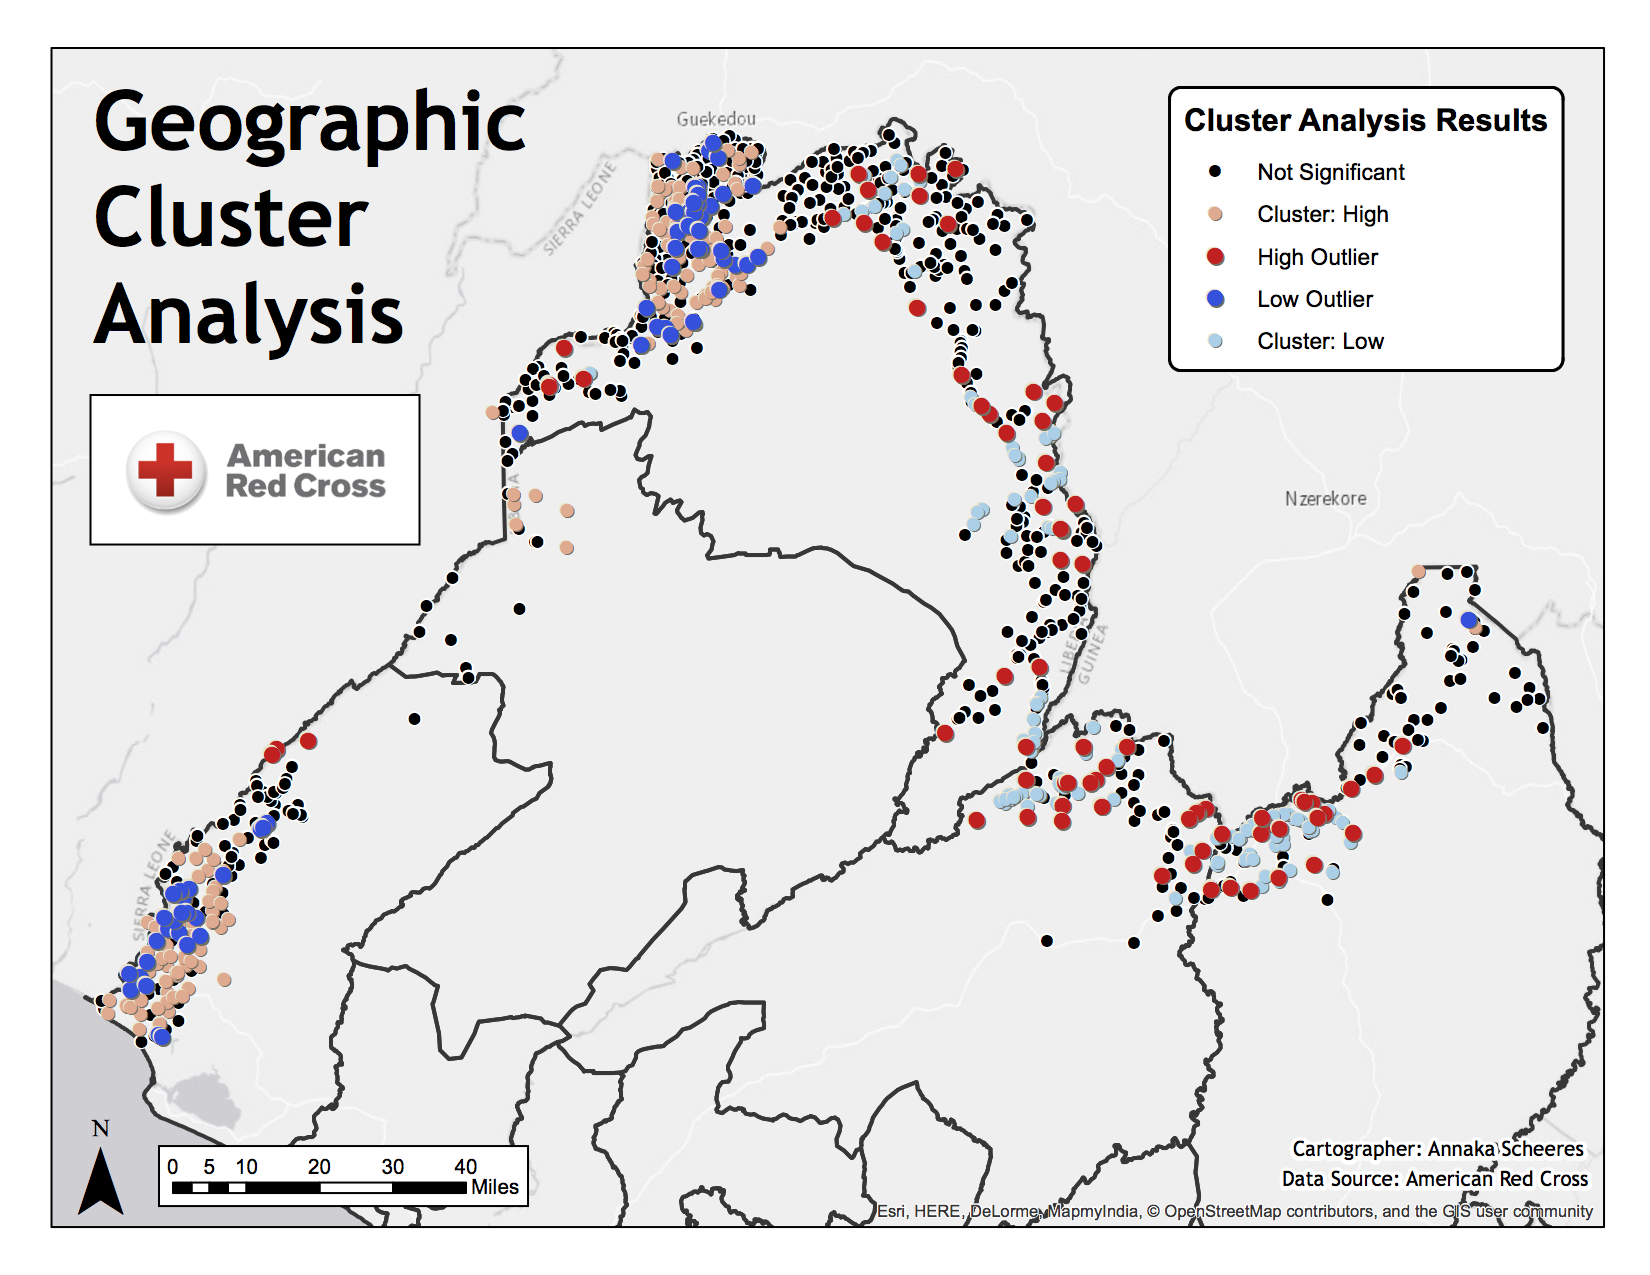 Geographic
Cluster
Analysis
American
Red Cross
Guekedou
SIERRA LEONE
Cluster Analysis Results
Not Significant
Cluster: High
High Outlier
Low Outlier
Cluster: Low
Nzerekore
GUINEA
SIERRA LEONE
N
0 5 10 20 30 40
Miles
Cartographer: Annaka Scheeres
Data Source: American Red Cross
Esri, HERE, DeLorme, MapmyIndia, © OpenStreetMap contributors, and the GIS user community